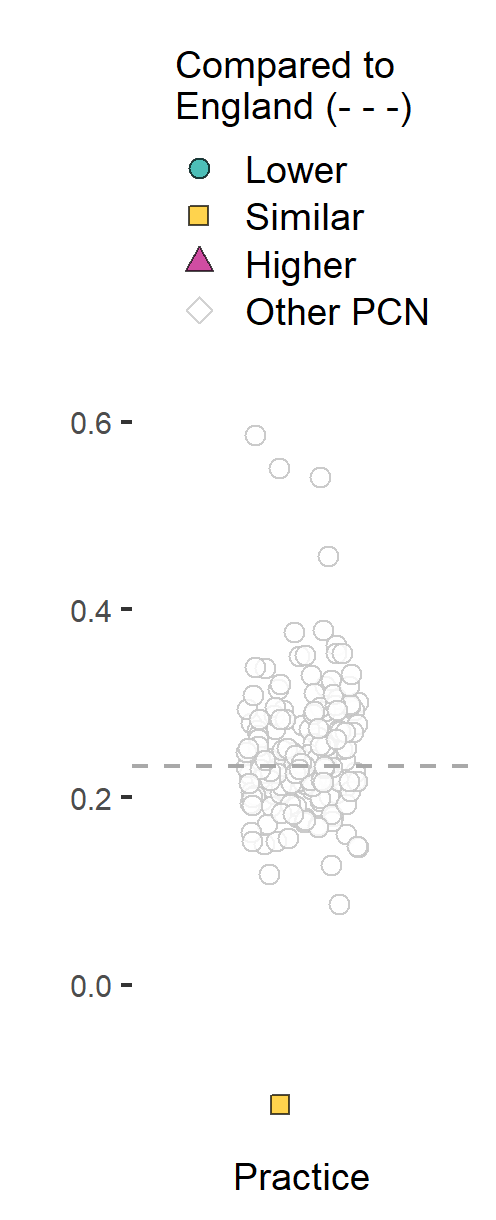 Compared to
England (- - -)
Lower
Similar
Higher
Other PCN
0.6
0.4
0.2
0.0
Practice